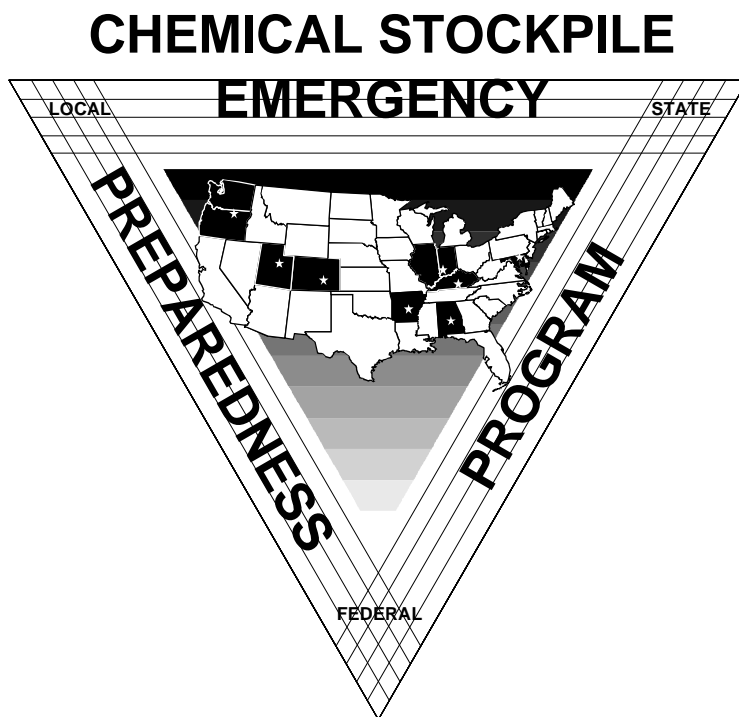 CHEMICAL STOCKPILE
EMERGENCY
LOCAL
STATE
PREPAREDNESS
PROGRAM
FEDERAL